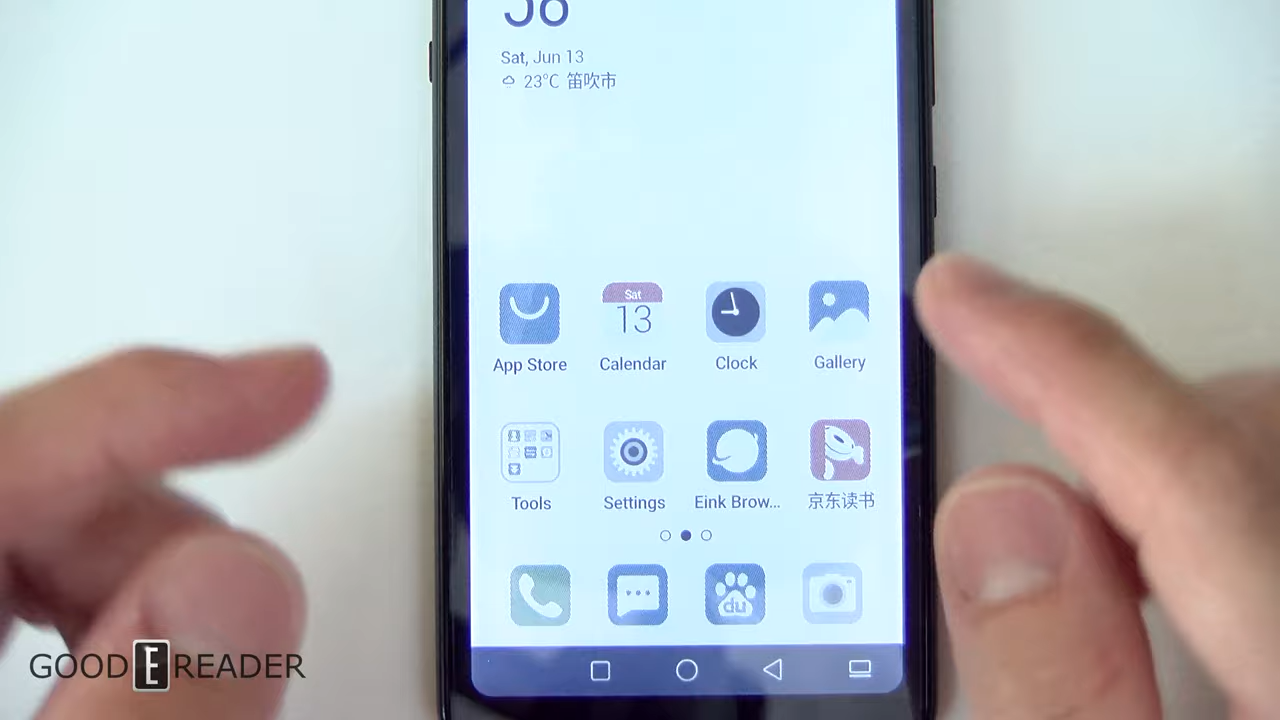 Sat, Jun 13
23°C 笛吹市
Sat
13
App Store
Calendar
Clock
Gallery
Tools
Settings
Eink Brow...
京东读书
du
GOOD E READER